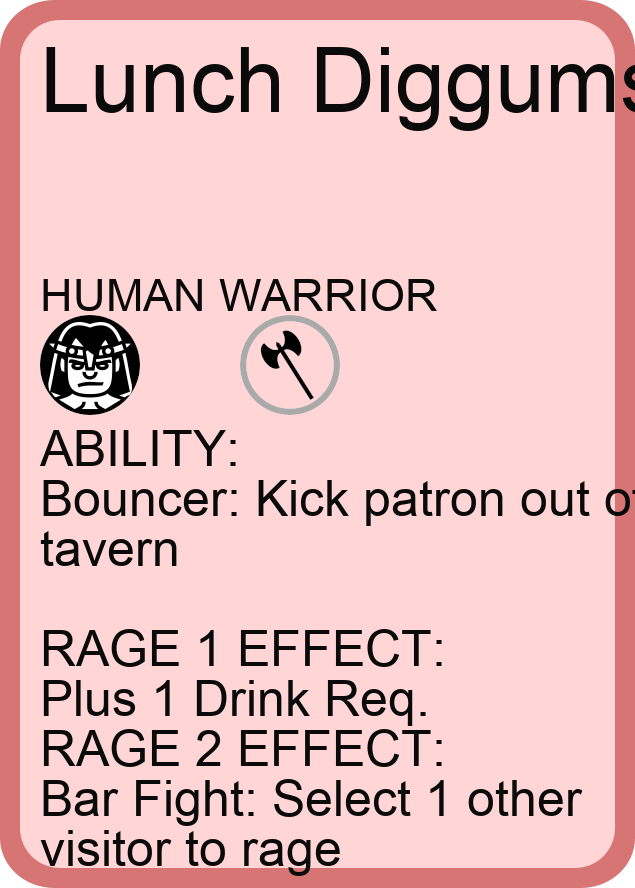 Lunch Diggums
HUMAN WARRIOR
ABILITY:
Bouncer: Kick patron out of
tavern
RAGE 1 EFFECT:
Plus 1 Drink Req.
RAGE 2 EFFECT:
Bar Fight: Select 1 other
visitor to rage